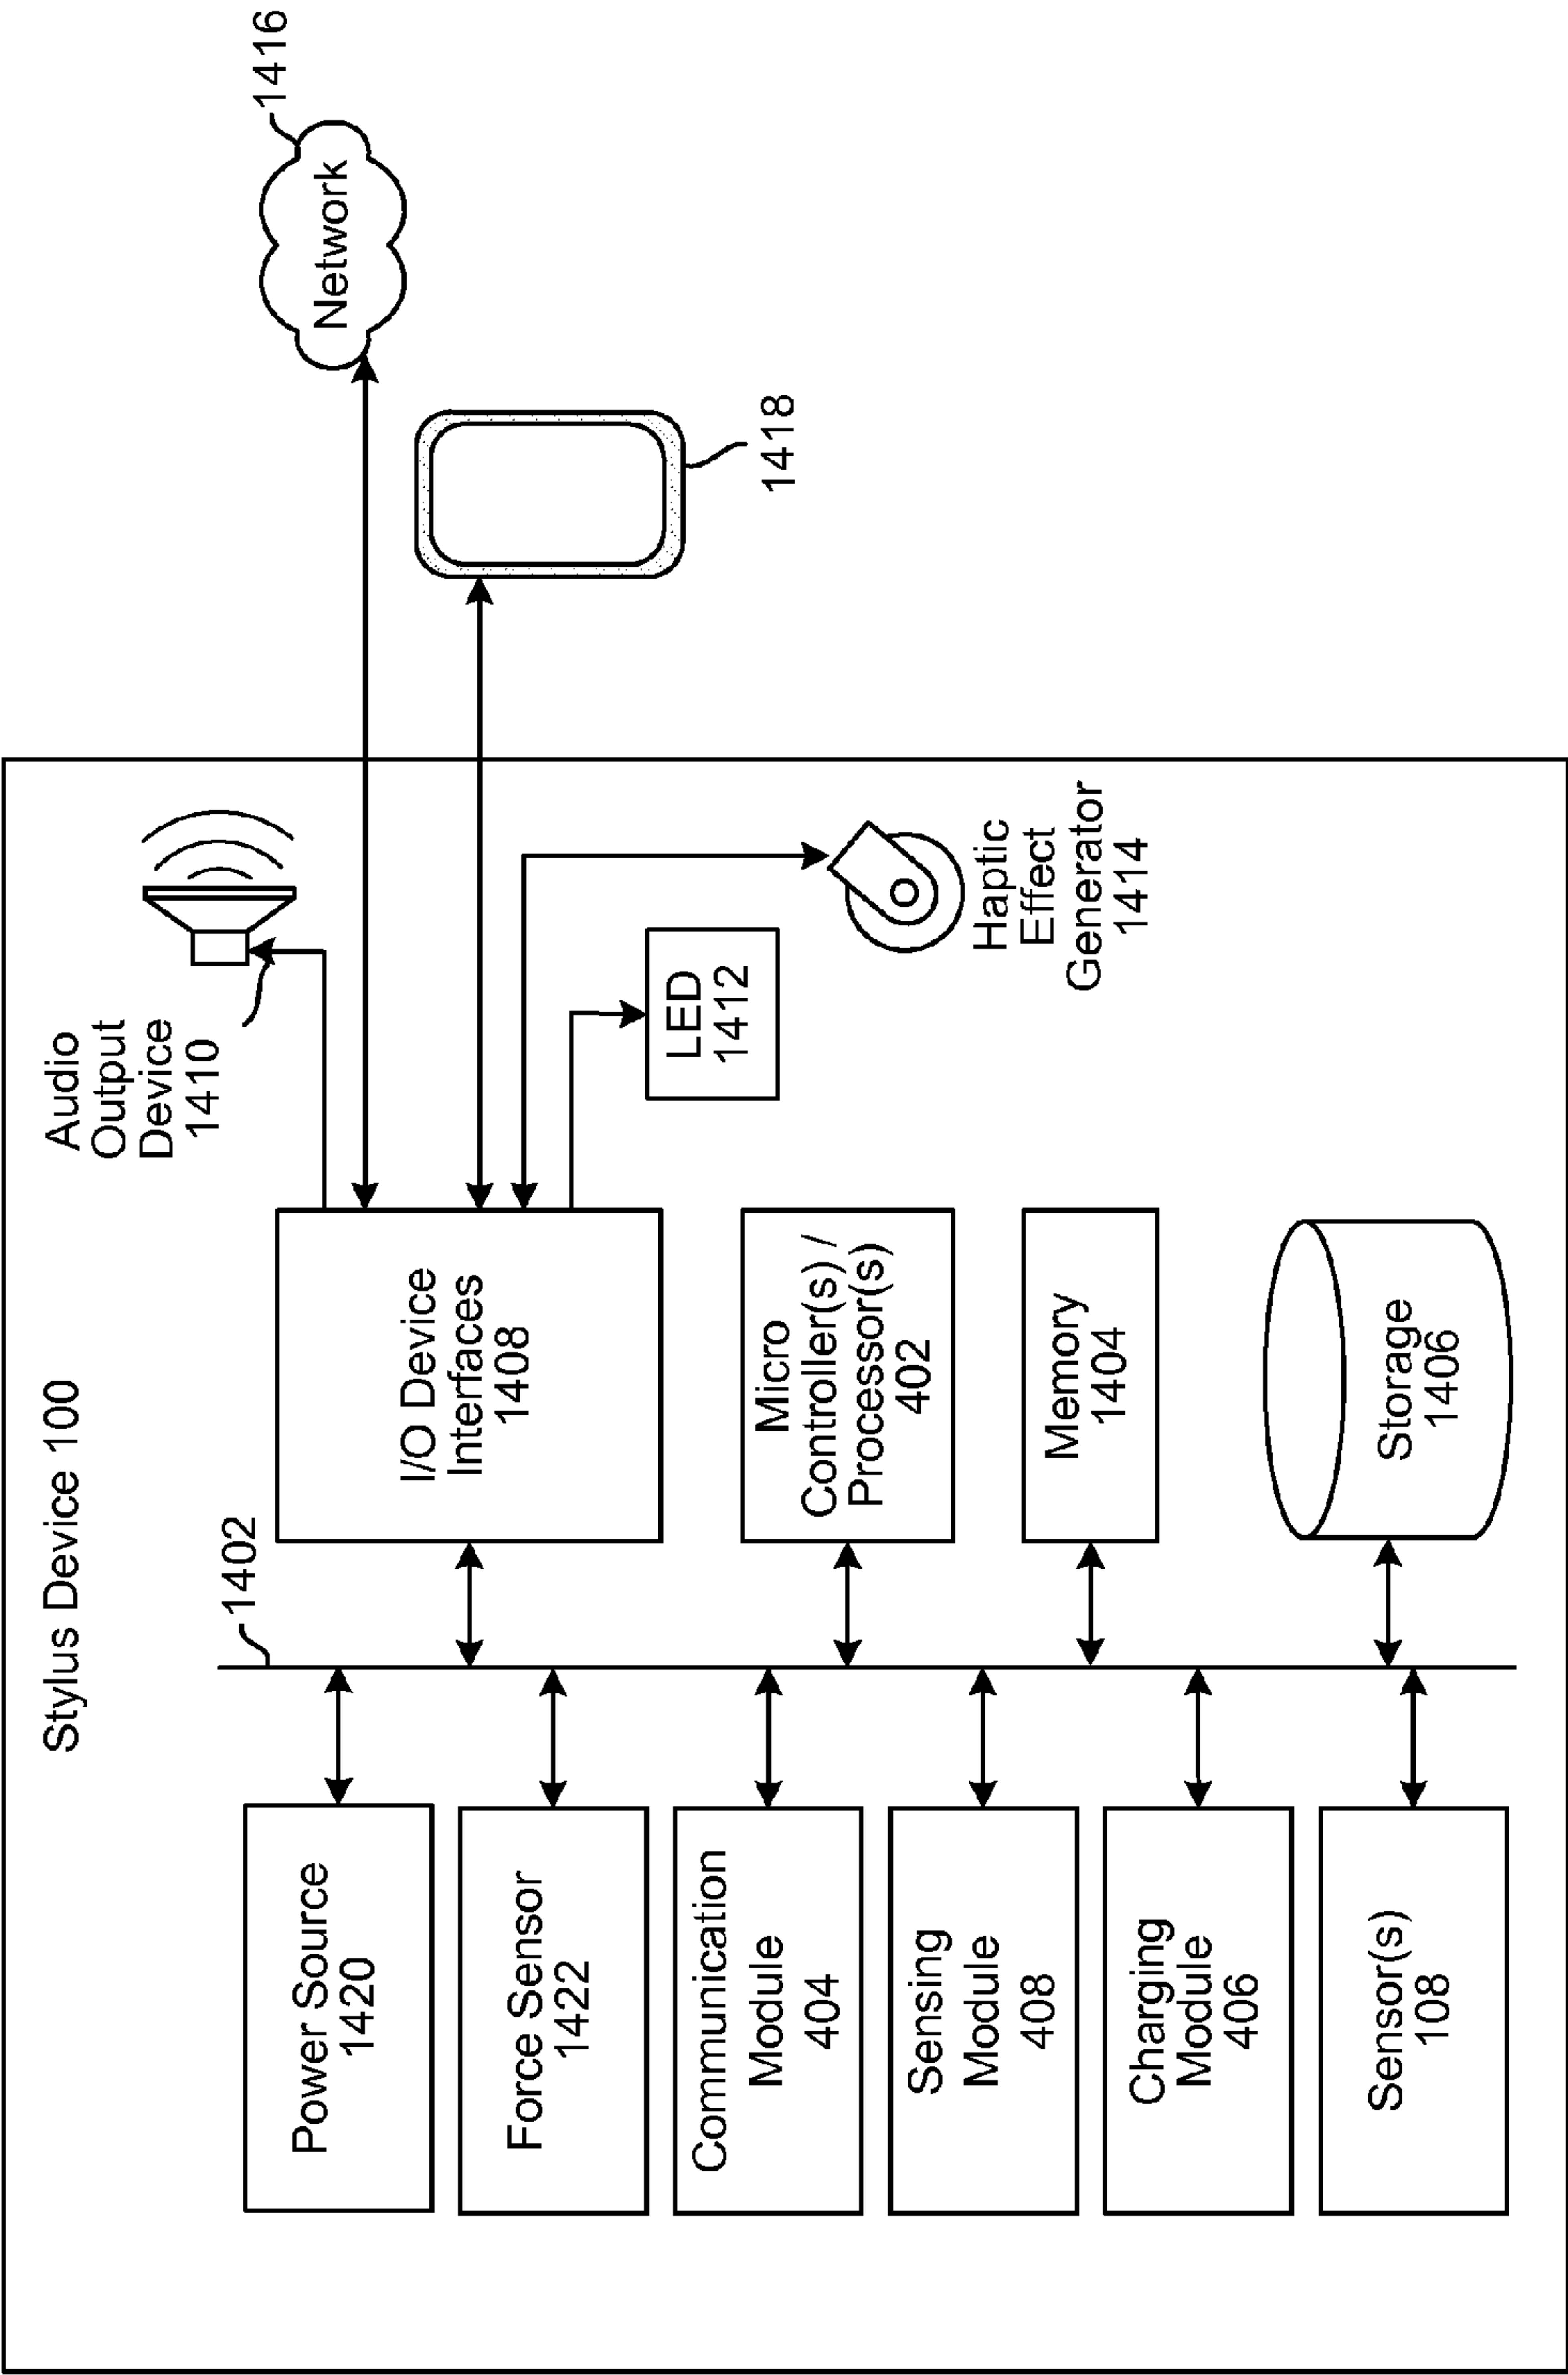 Stylus Device 100
1402
Power Source
1420
Force Sensor
1422
Communication
Module
404
Sensing
Module
408
Charging
Module
406
Sensor(s)
108
I/O Device
Interfaces
1408
Micro
Controller(s) /
Processor(s)
402
Memory
1404
Storage
1406
Audio
Output
Device
1410
LED
1412
Haptic
Effect
Generator
1414
Network
1416
1418